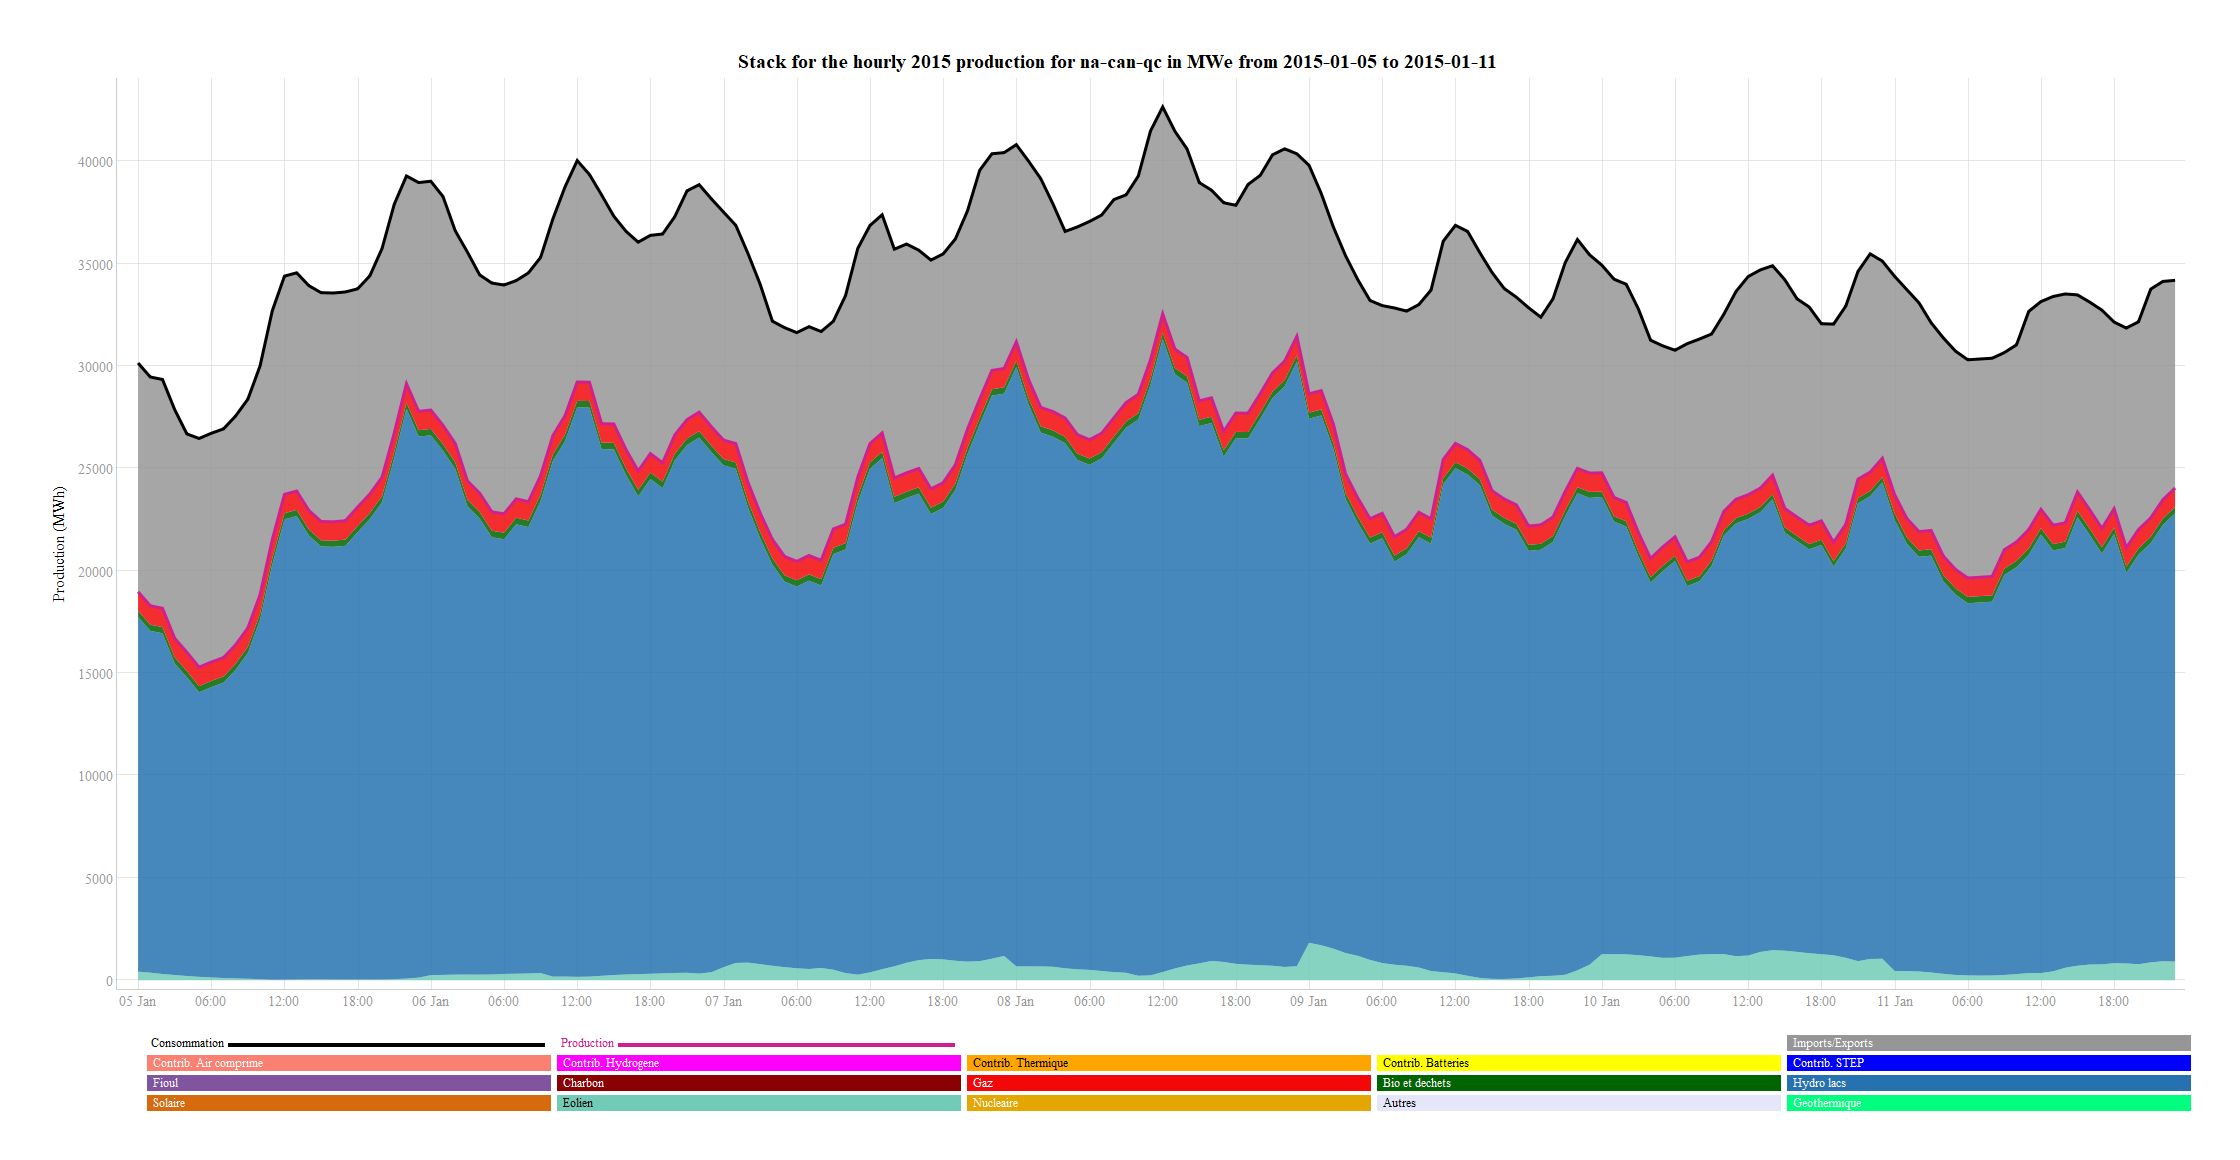 Stack for the hourly 2015 production for na-can-qc in MWe from 2015-01-05 to 2015-01-11
Production (MWh)
40000
35000
30000
25000
20000
15000
10000
5000
0
05 Jan 06:00 12:00 18:00 06 Jan 06:00 12:00 18:00 07 Jan 06:00 12:00 18:00 08 Jan 06:00 12:00 18:00 09 Jan 06:00 12:00 18:00 10 Jan 06:00 12:00 18:00 11 Jan 06:00 12:00 18:00
Consommation Production Imports/Exports
Contrib. Air comprime Contrib. Hydrogene Contrib. Thermique Contrib. Batteries Contrib. STEP
Fioul Charbon Gaz Bio et dechets Hydro lacs
Solaire Eolien Nucleaire Autres Geothermique